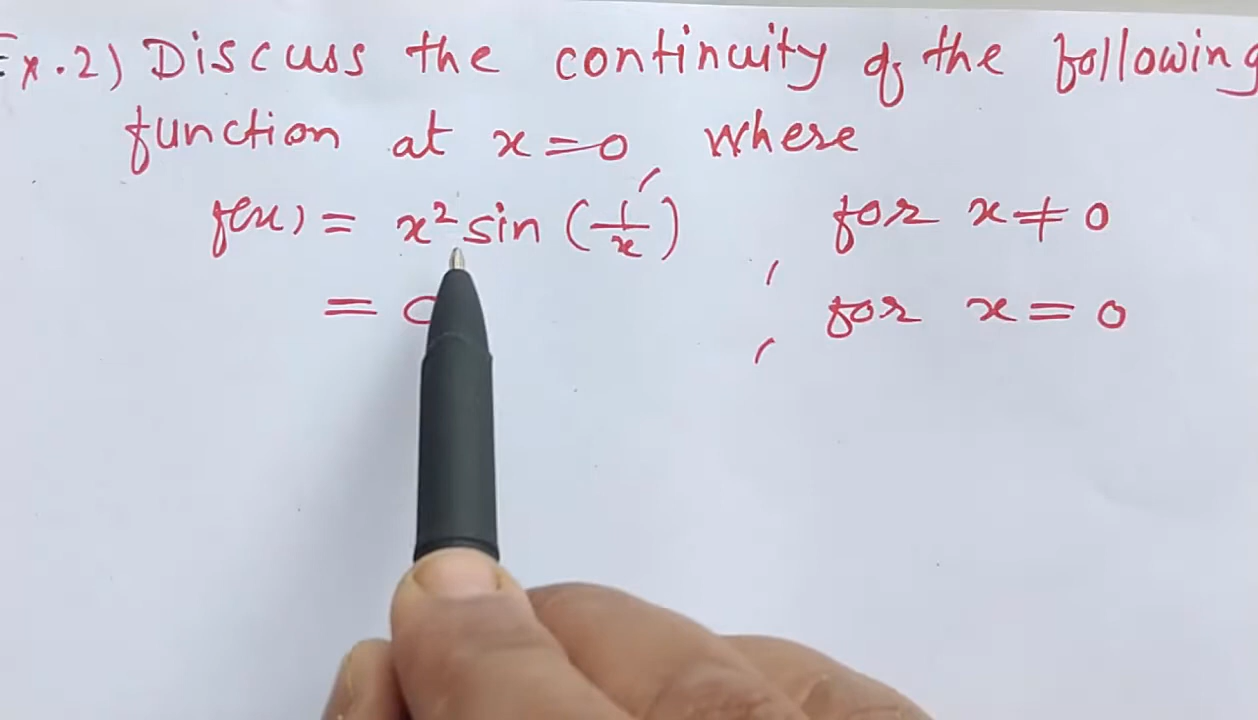 Ex.2) Discuss the continuity of the following
function at x=0, where
f(x) = x² sin (1/x), for x≠0
= 0, for x=0